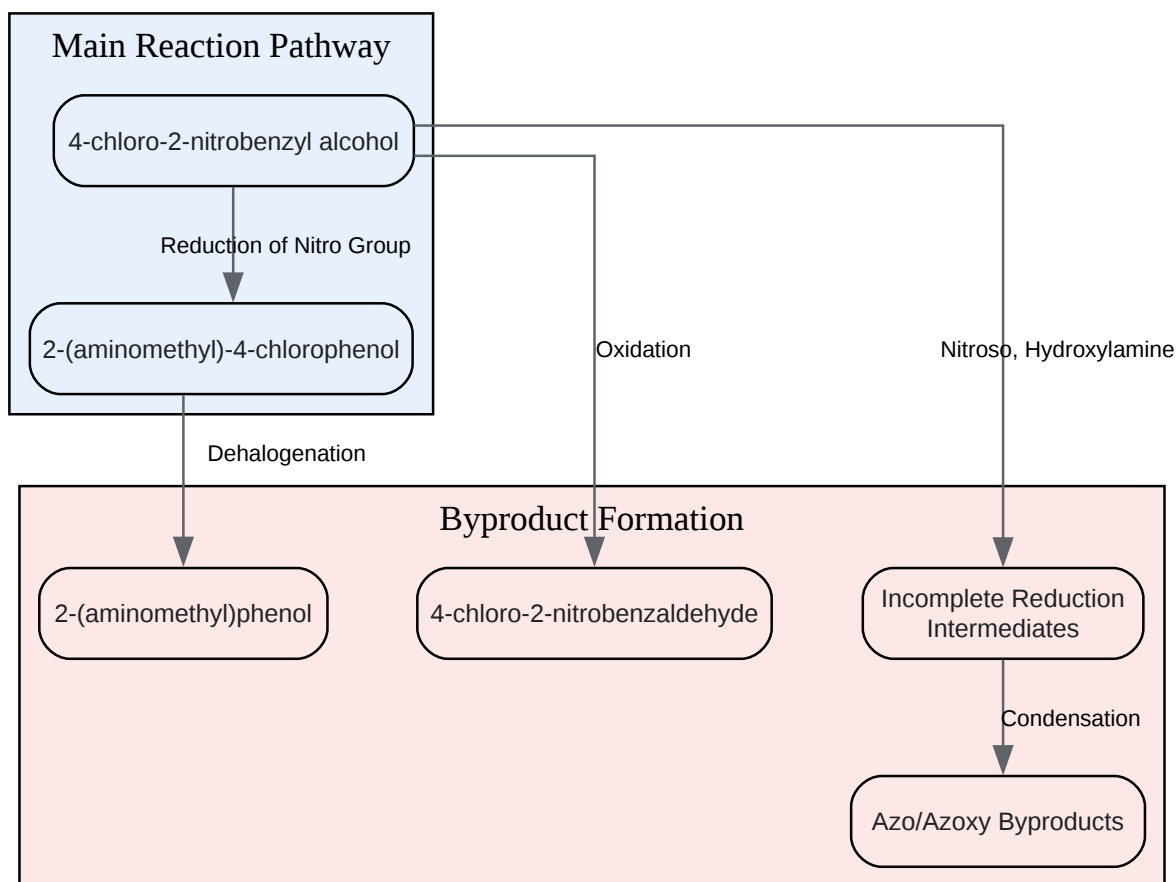 Main Reaction Pathway
4-chloro-2-nitrobenzyl alcohol
Reduction of Nitro Group
2-(aminomethyl)-4-chlorophenol
Oxidation
Nitroso, Hydroxylamine
Dehalogenation
Byproduct Formation
2-(aminomethyl)phenol
4-chloro-2-nitrobenzaldehyde
Incomplete Reduction
Intermediates
Condensation
Azo/Azoxy Byproducts